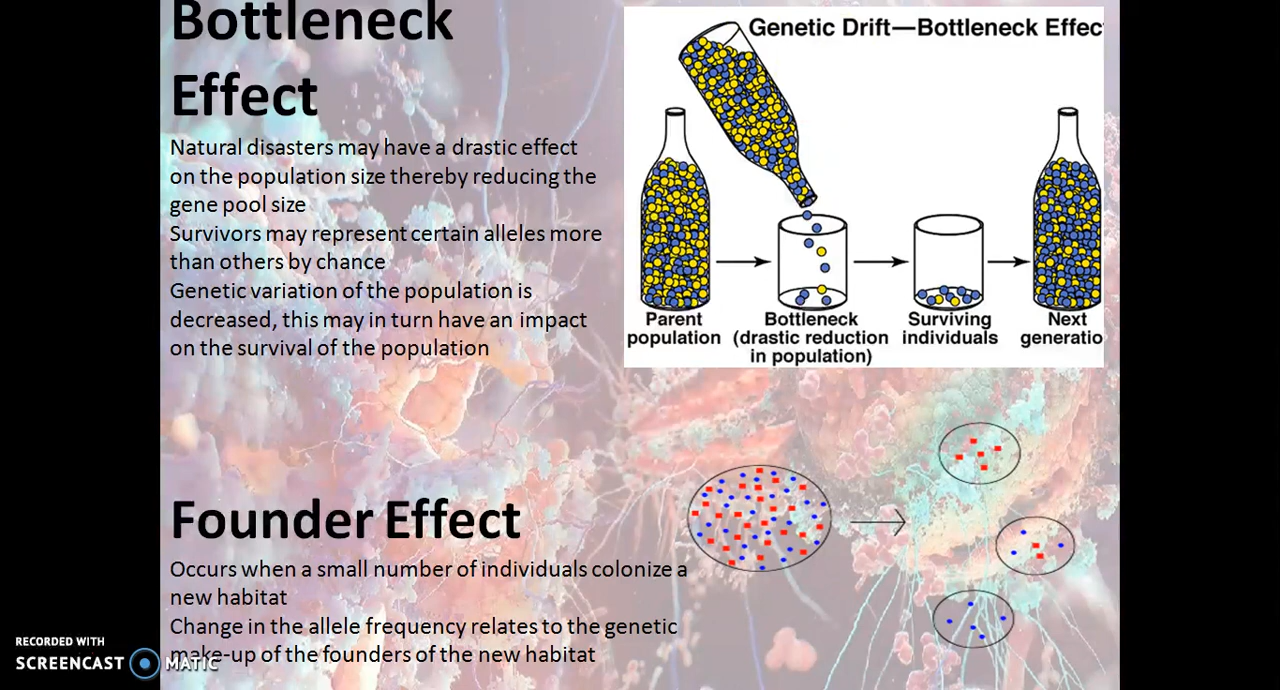 Bottleneck
Effect
Natural disasters may have a drastic effect
on the population size thereby reducing the
gene pool size
Survivors may represent certain alleles more
than others by chance
Genetic variation of the population is
decreased, this may in turn have an impact
on the survival of the population
Genetic Drift—Bottleneck Effec
Parent
population
Bottleneck
(drastic reduction
in population)
Surviving
individuals
Next
generatio
Founder Effect
Occurs when a small number of individuals colonize a
new habitat
Change in the allele frequency relates to the genetic
make-up of the founders of the new habitat
RECORDED WITH
SCREENCAST MATIC